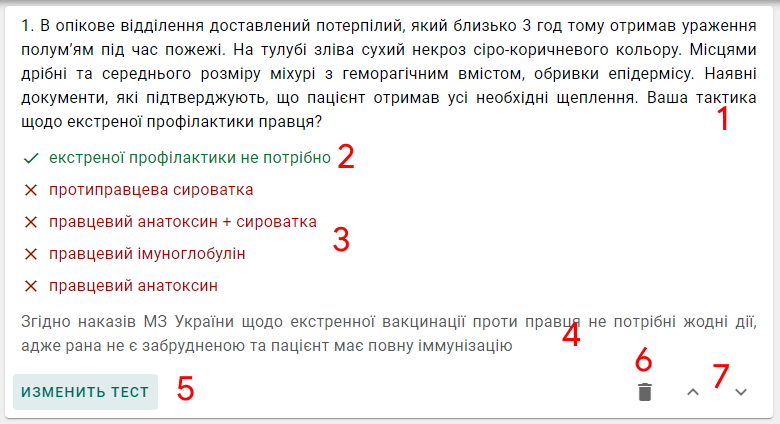 1. В опікове відділення доставлений потерпілий, який близько 3 год тому отримав ураження
полум’ям під час пожежі. На тулубі зліва сухий некроз сіро-коричневого кольору. Місцями
дрібні та середнього розміру міхурі з геморагічним вмістом, обривки епідермісу. Наявні
документи, які підтверджують, що пацієнт отримав усі необхідні щеплення. Ваша тактика
щодо екстреної профілактики правця? 1
екстреної профілактики не потрібно 2
протиправцева сироватка
правцевий анатоксин + сироватка
3
правцевий імуноглобулін
правцевий анатоксин
Згідно наказів МЗ України щодо екстренної вакцинації проти правця не потрібні жодні дії,
адже рана не є забрудненою та пацієнт має повну іммунізацію 4
ИЗМЕНИТЬ ТЕСТ 5 6 7